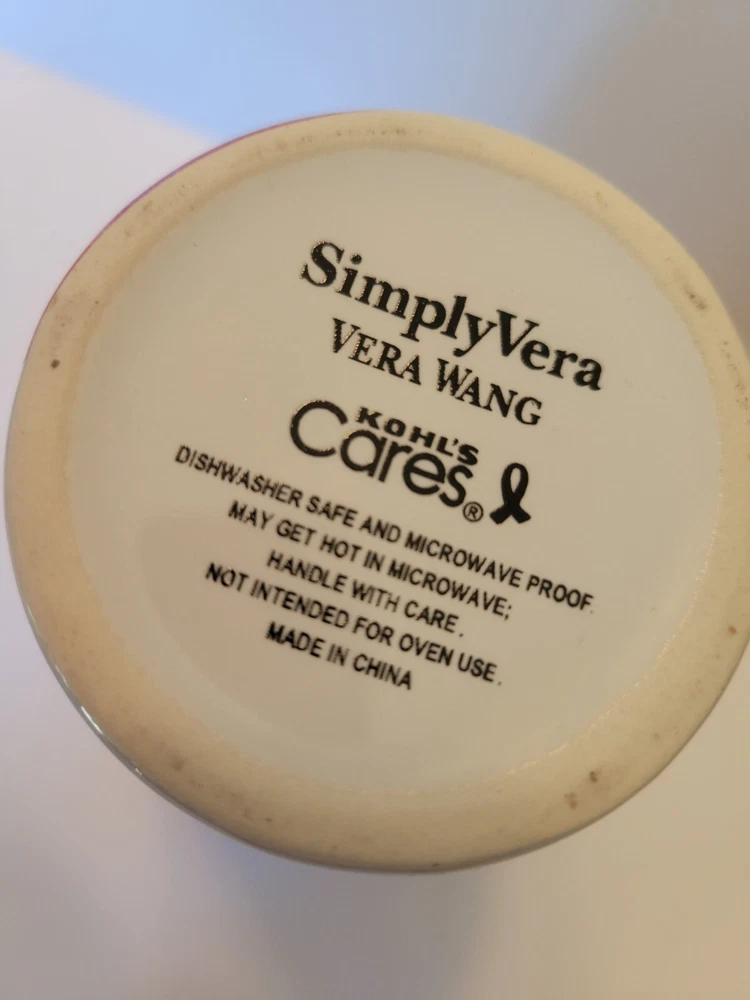 SimplyVera
VERA WANG
KOHL'S
Cares®
DISHWASHER SAFE AND MICROWAVE PROOF.
MAY GET HOT IN MICROWAVE;
HANDLE WITH CARE.
NOT INTENDED FOR OVEN USE.
MADE IN CHINA